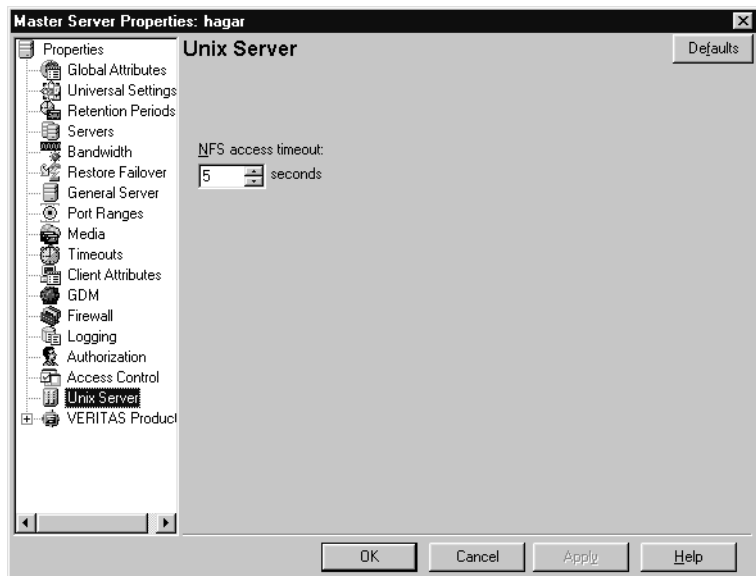 Master Server Properties: hagar
Properties
Global Attributes
Universal Settings
Retention Periods
Servers
Bandwidth
Restore Failover
General Server
Port Ranges
Media
Timeouts
Client Attributes
GDM
Firewall
Logging
Authorization
Access Control
Unix Server
VERITAS Product
Unix Server
Defaults
NFS access timeout:
5 seconds
OK Cancel Apply Help